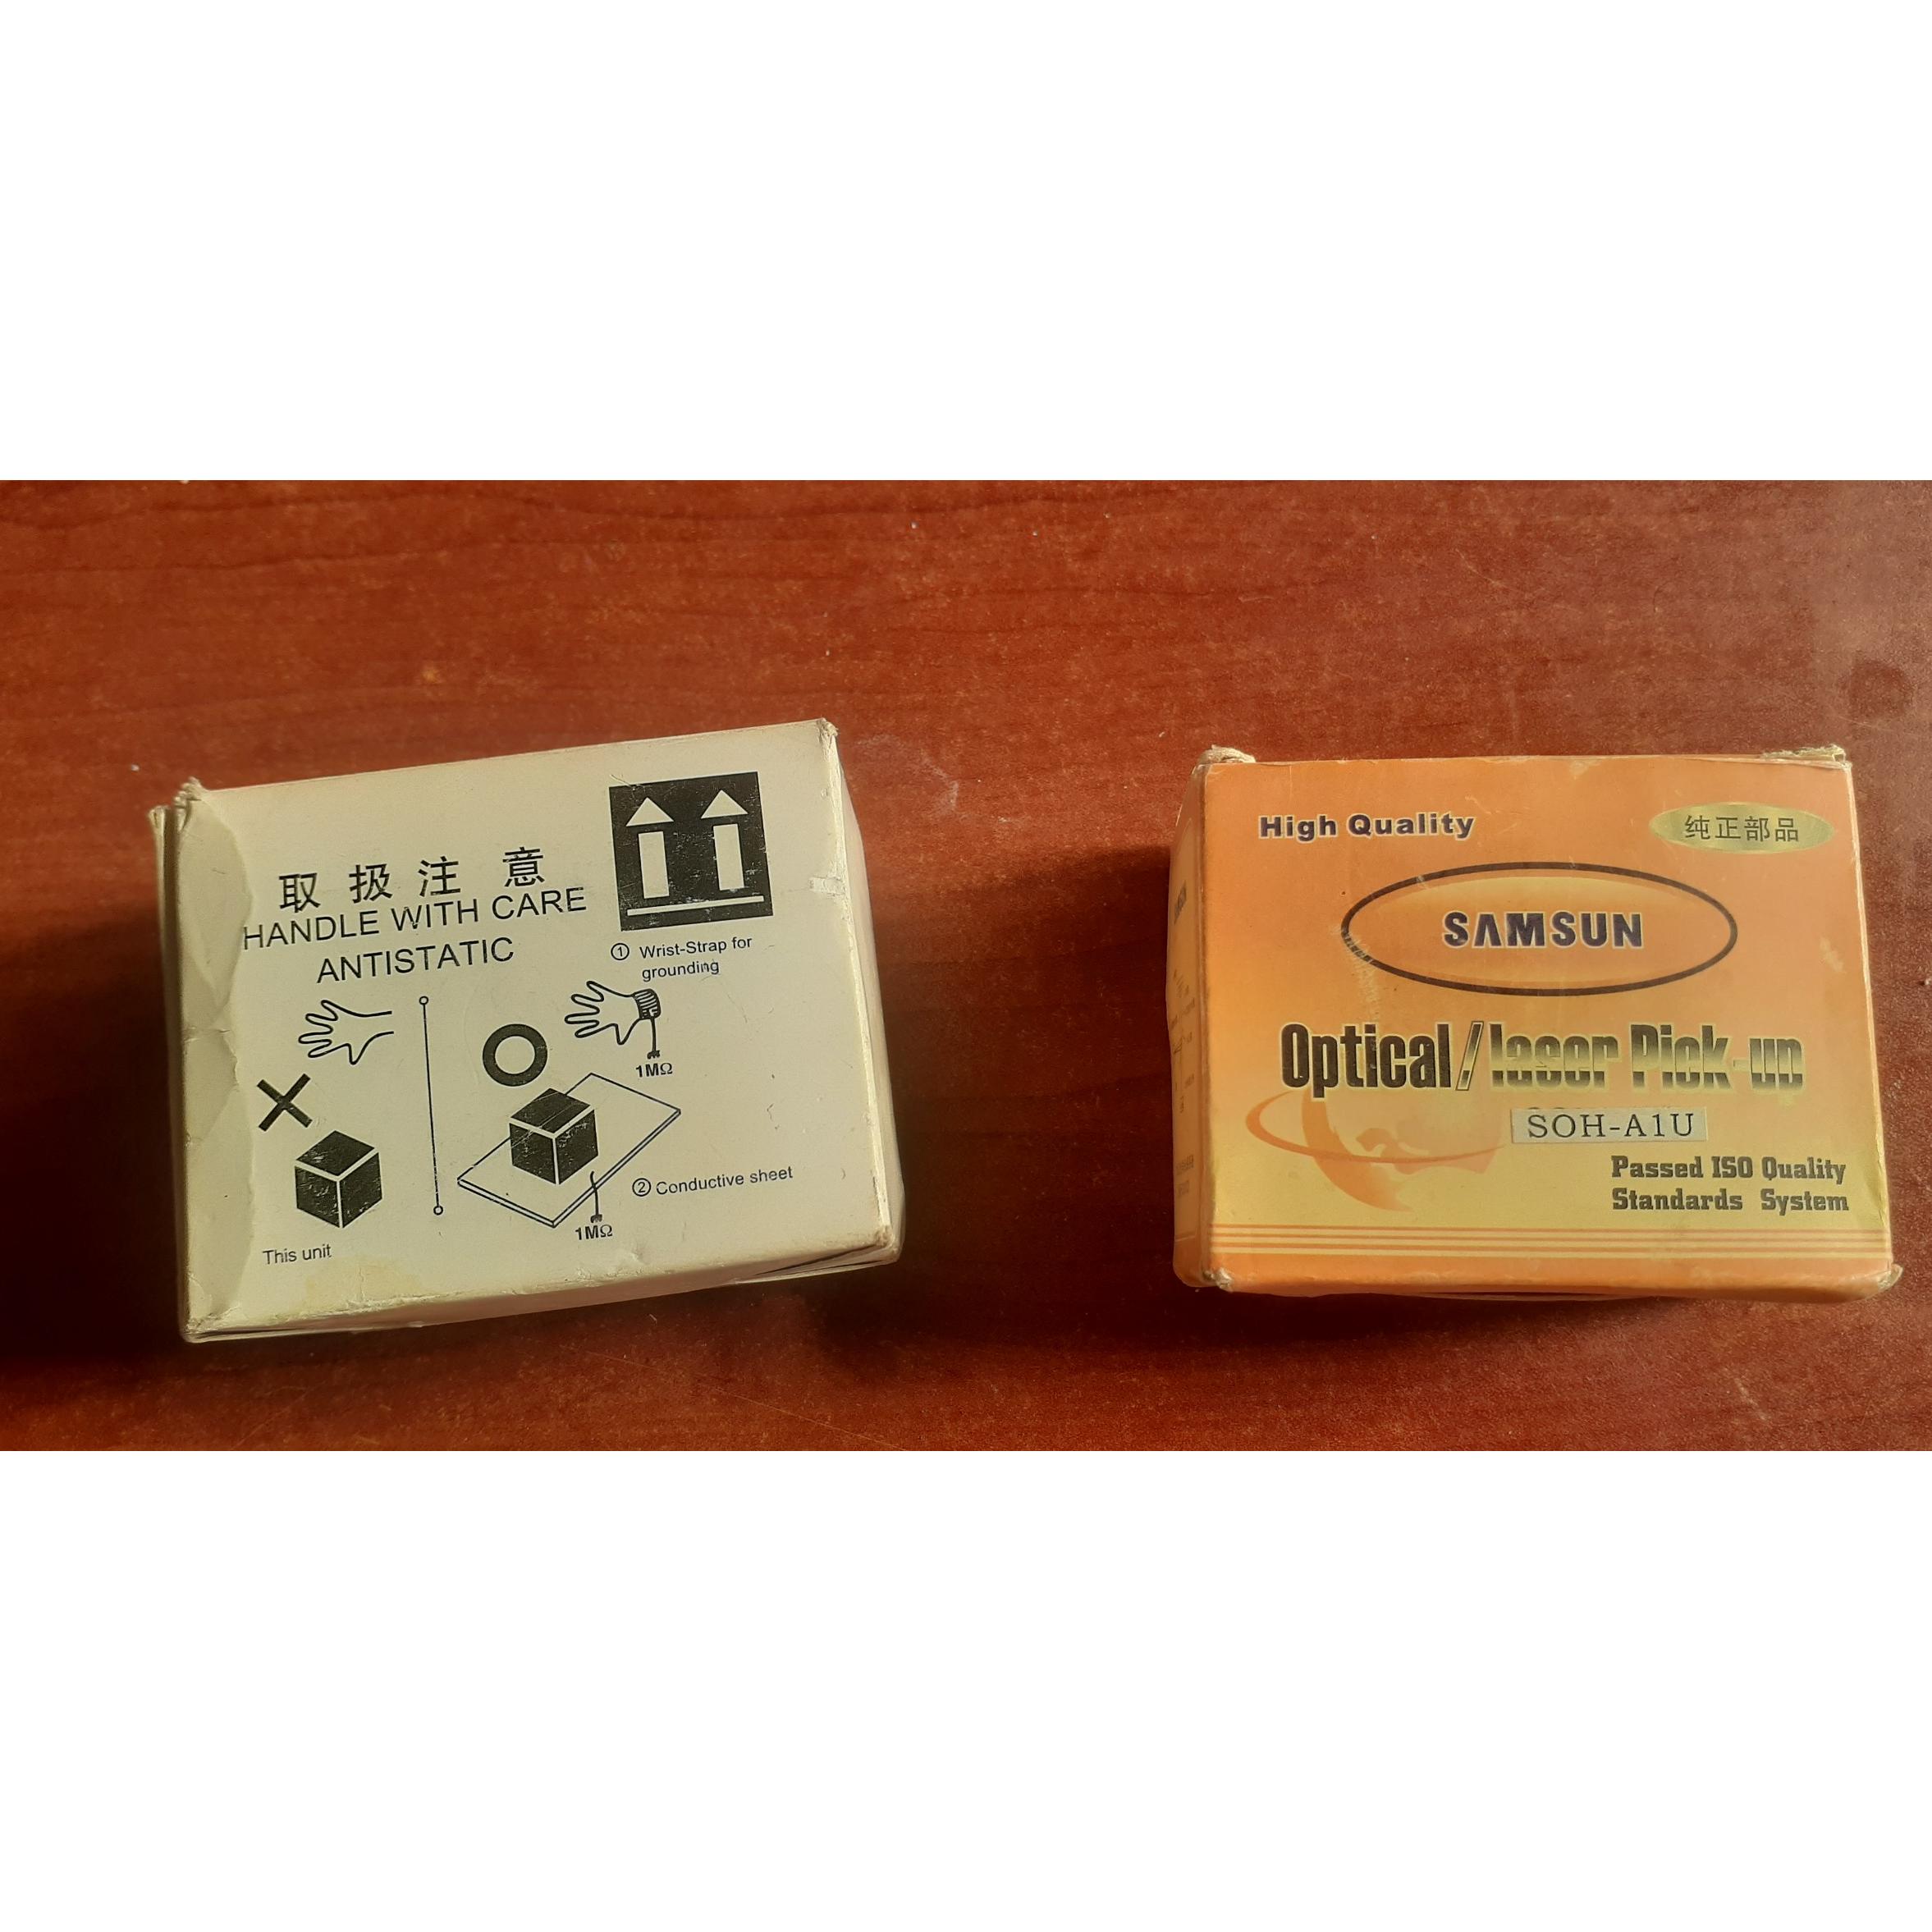 取扱注意
HANDLE WITH CARE
ANTISTATIC
① Wrist-Strap for
grounding
1MΩ
② Conductive sheet
1MΩ
This unit
High Quality
纯正部品
SAMSUN
Optical/laser Pick-up
SOH-A1U
Passed ISO Quality
Standards System